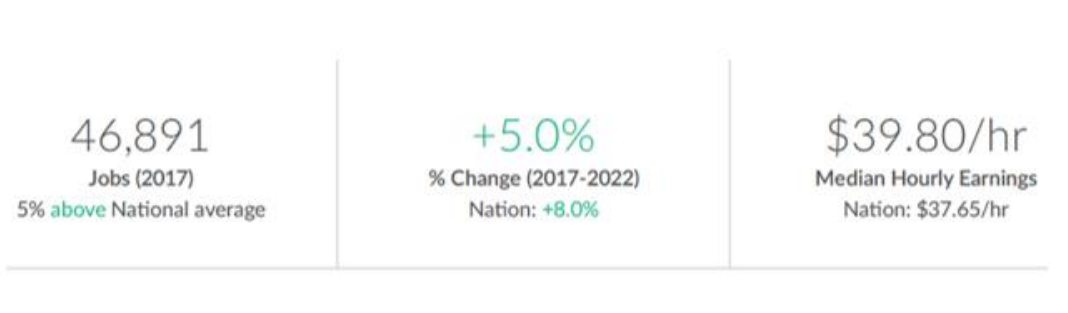 46,891
Jobs (2017)
5% above National average
+5.0%
% Change (2017-2022)
Nation: +8.0%
$39.80/hr
Median Hourly Earnings
Nation: $37.65/hr